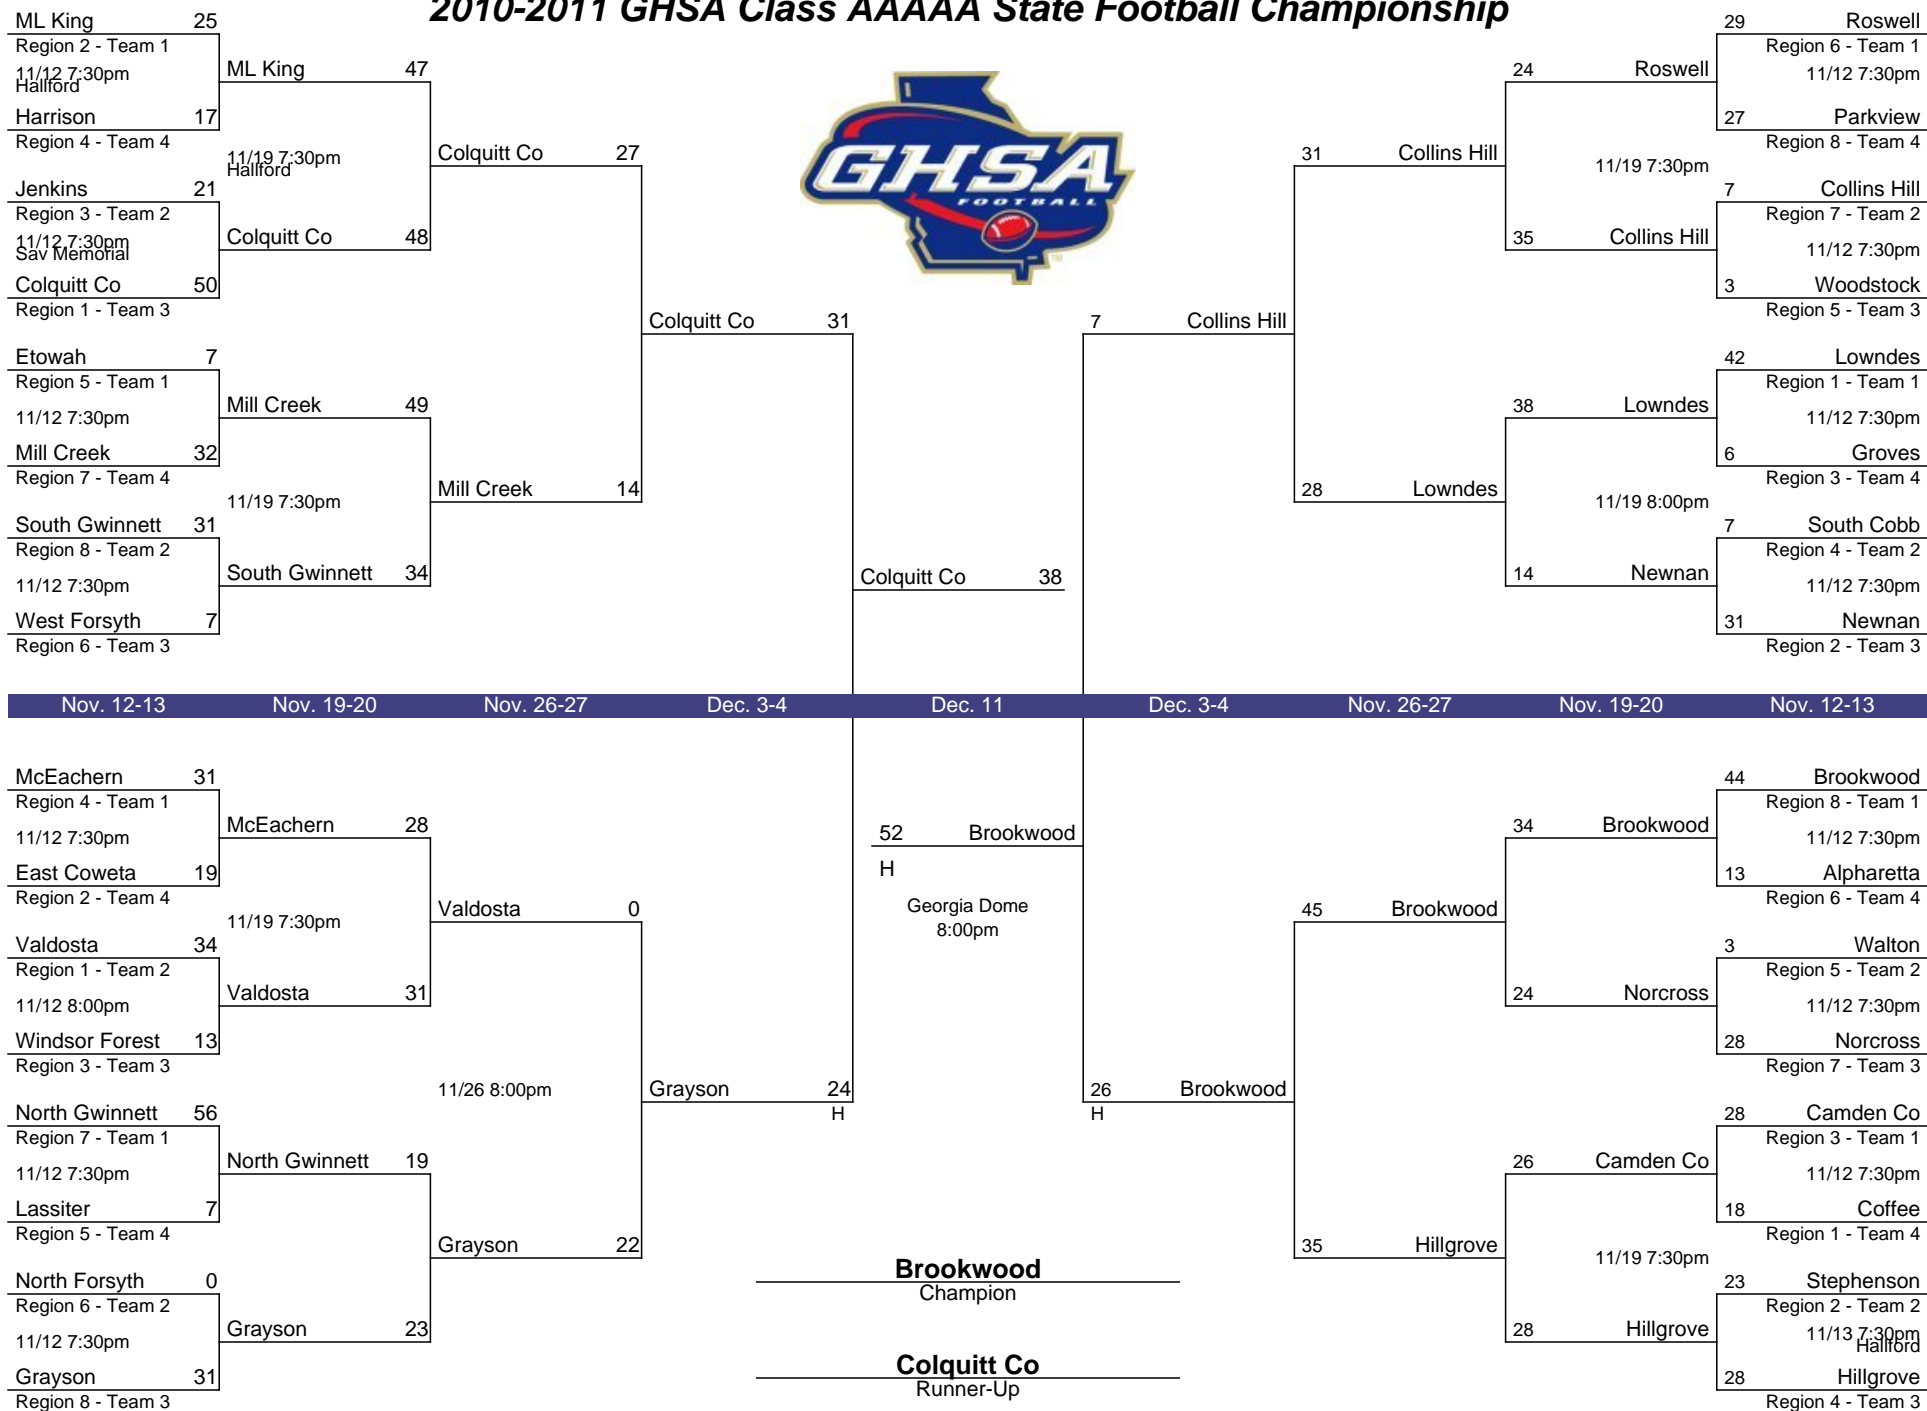 2010-2011 GHSA Class AAAAA State Football Championship
GHSA
FOOTBALL
TM
ML King 25
Region 2 - Team 1
11/12 7:30pm
Hallford
Harrison 17
Region 4 - Team 4
Jenkins 21
Region 3 - Team 2
11/12 7:30pm
Sav Memorial
Colquitt Co 50
Region 1 - Team 3
Etowah 7
Region 5 - Team 1
11/12 7:30pm
Mill Creek 32
Region 7 - Team 4
South Gwinnett 31
Region 8 - Team 2
11/12 7:30pm
West Forsyth 7
Region 6 - Team 3
ML King 47
11/19 7:30pm
Hallford
Colquitt Co 48
Mill Creek 49
11/19 7:30pm
South Gwinnett 34
Colquitt Co 27
Mill Creek 14
Colquitt Co 31
Colquitt Co 38
7 Collins Hill
31 Collins Hill
28 Lowndes
24 Roswell
11/19 7:30pm
35 Collins Hill
38 Lowndes
11/19 8:00pm
14 Newnan
29 Roswell
Region 6 - Team 1
11/12 7:30pm
27 Parkview
Region 8 - Team 4
7 Collins Hill
Region 7 - Team 2
11/12 7:30pm
3 Woodstock
Region 5 - Team 3
42 Lowndes
Region 1 - Team 1
11/12 7:30pm
6 Groves
Region 3 - Team 4
7 South Cobb
Region 4 - Team 2
11/12 7:30pm
31 Newnan
Region 2 - Team 3
Nov. 12-13 Nov. 19-20 Nov. 26-27 Dec. 3-4 Dec. 11 Dec. 3-4 Nov. 26-27 Nov. 19-20 Nov. 12-13
McEachern 31
Region 4 - Team 1
11/12 7:30pm
East Coweta 19
Region 2 - Team 4
Valdosta 34
Region 1 - Team 2
11/12 8:00pm
Windsor Forest 13
Region 3 - Team 3
North Gwinnett 56
Region 7 - Team 1
11/12 7:30pm
Lassiter 7
Region 5 - Team 4
North Forsyth 0
Region 6 - Team 2
11/12 7:30pm
Grayson 31
Region 8 - Team 3
McEachern 28
11/19 7:30pm
Valdosta 31
North Gwinnett 19
Grayson 23
Valdosta 0
11/26 8:00pm
Grayson 22
Grayson 24
H
52 Brookwood
H
Georgia Dome
8:00pm
26 Brookwood
H
45 Brookwood
35 Hillgrove
34 Brookwood
24 Norcross
26 Camden Co
11/19 7:30pm
28 Hillgrove
44 Brookwood
Region 8 - Team 1
11/12 7:30pm
13 Alpharetta
Region 6 - Team 4
3 Walton
Region 5 - Team 2
11/12 7:30pm
28 Norcross
Region 7 - Team 3
28 Camden Co
Region 3 - Team 1
11/12 7:30pm
18 Coffee
Region 1 - Team 4
23 Stephenson
Region 2 - Team 2
11/13 7:30pm
Hallford
28 Hillgrove
Region 4 - Team 3
Brookwood
Champion
Colquitt Co
Runner-Up